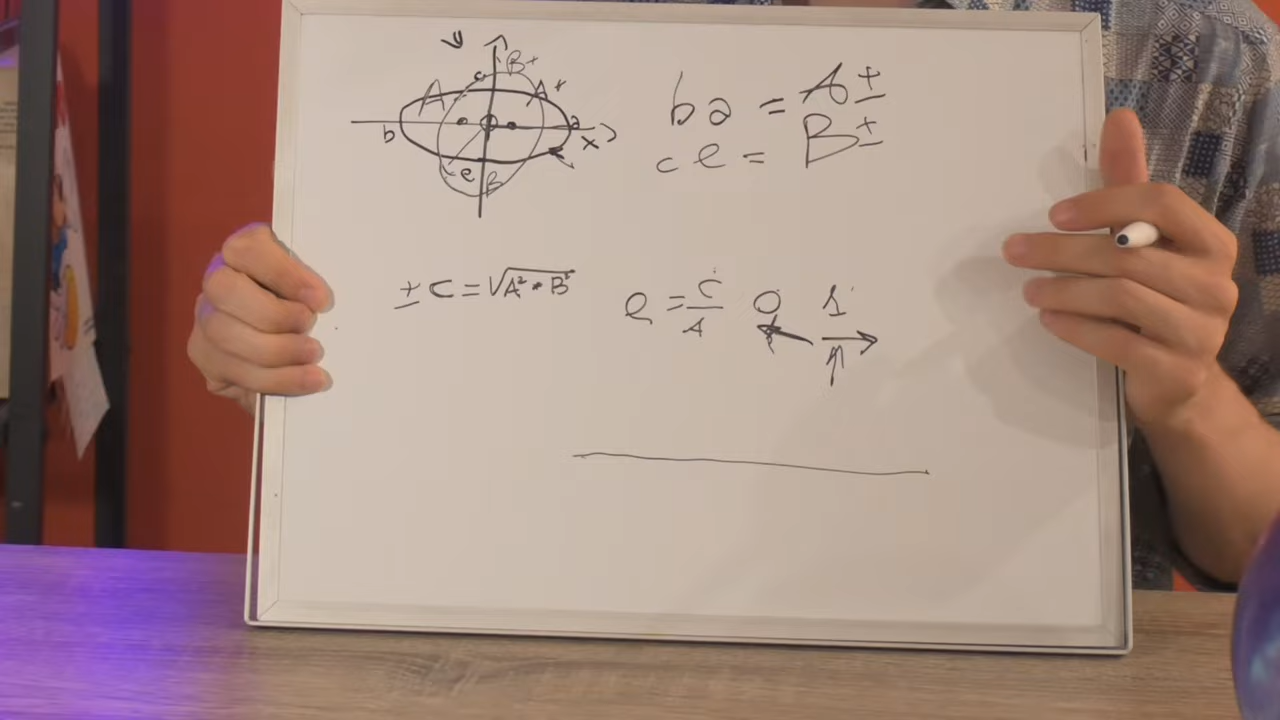 B+
c
A A+
b a
x
e
B
ba = A±
ce = B±
± c = √A² • B²
e = c/A 0 1